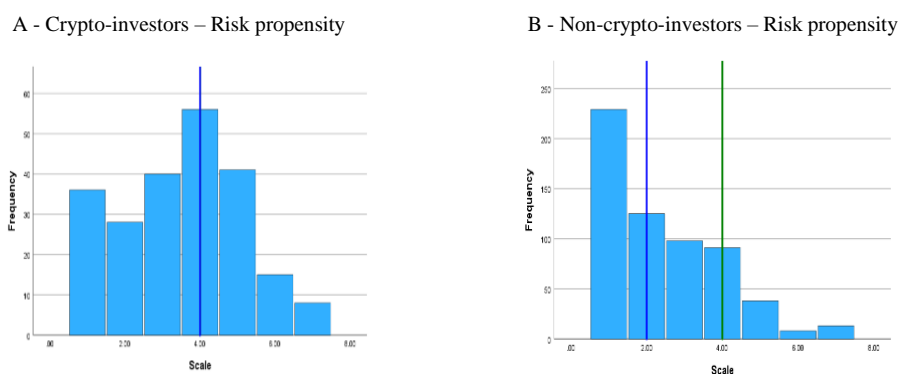 A - Crypto-investors – Risk propensity
B - Non-crypto-investors – Risk propensity
60
50
40
30
20
10
0
.00 2.00 4.00 6.00 8.00
Frequency
Scale
250
200
150
100
50
0
.00 2.00 4.00 6.00 8.00
Frequency
Scale